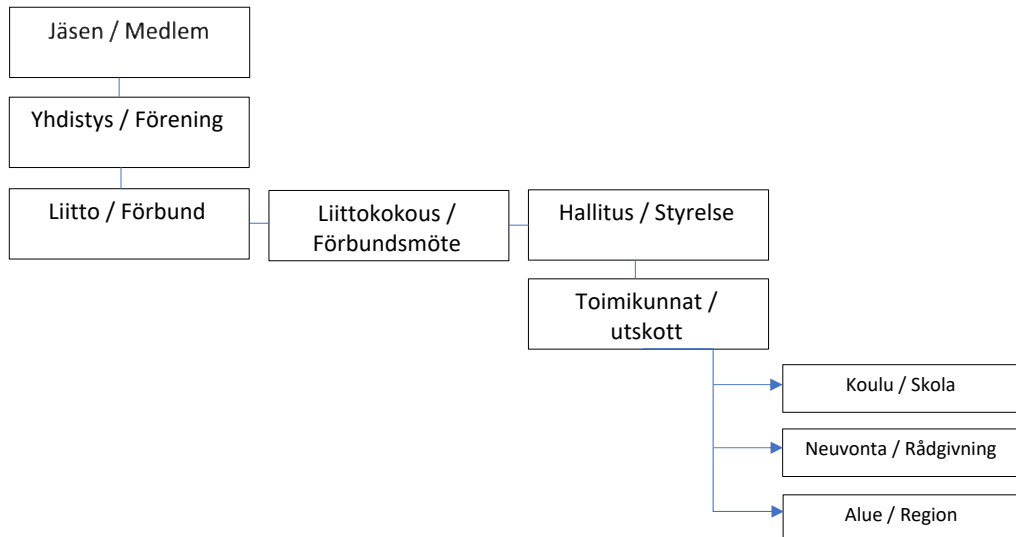 Jäsen / Medlem
Yhdistys / Förening
Liitto / Förbund
Liittokokous /
Förbundsmöte
Hallitus / Styrelse
Toimikunnat /
utskott
Koulu / Skola
Neuvonta / Rådgivning
Alue / Region